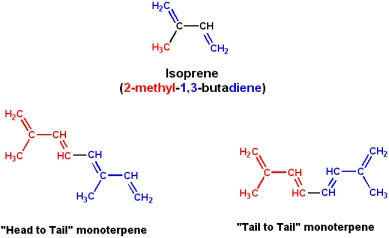 H₂C
C CH
H₃C CH₂
Isoprene
(2-methyl-1,3-butadiene)
H₂C
C CH
H₃C HC CH
C CH
H₃C CH₂
"Head to Tail" monoterpene
H₂C CH₂
C CH HC C
H₃C HC CH CH₃
"Tail to Tail" monoterpene